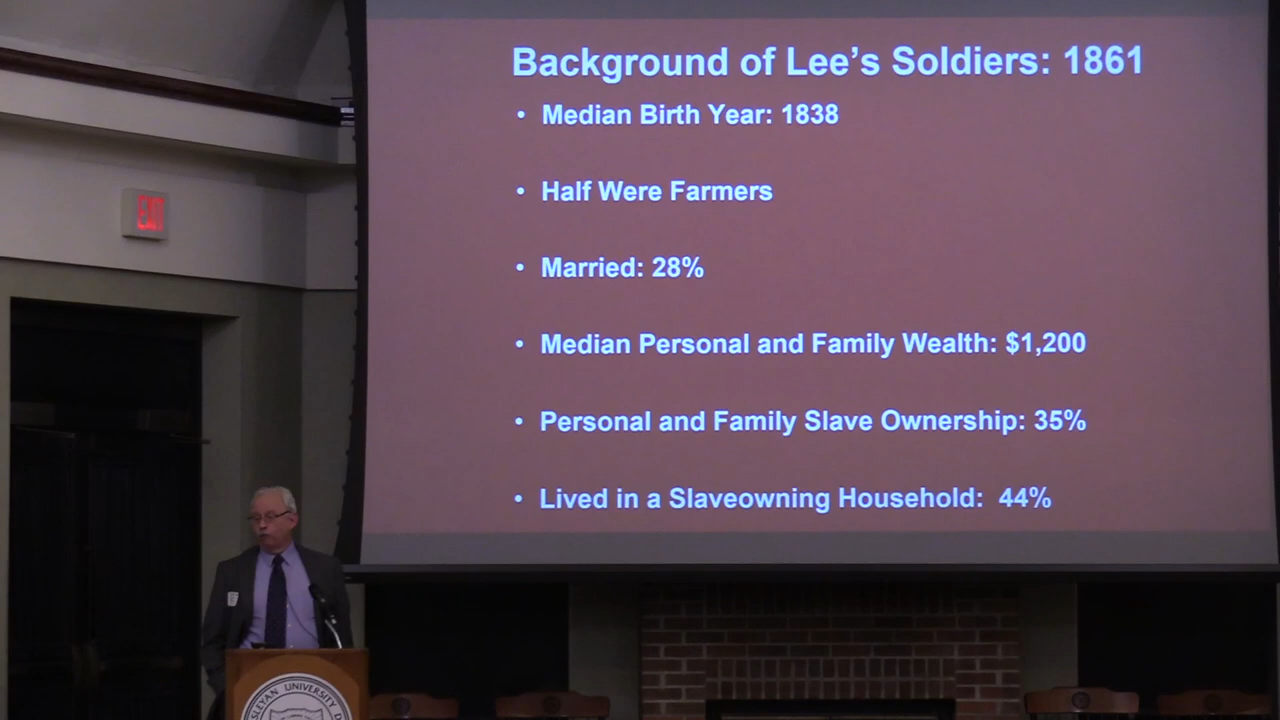 Background of Lee's Soldiers: 1861
• Median Birth Year: 1838
• Half Were Farmers
• Married: 28%
• Median Personal and Family Wealth: $1,200
• Personal and Family Slave Ownership: 35%
• Lived in a Slaveowning Household: 44%
EXIT
UNIVERSITY